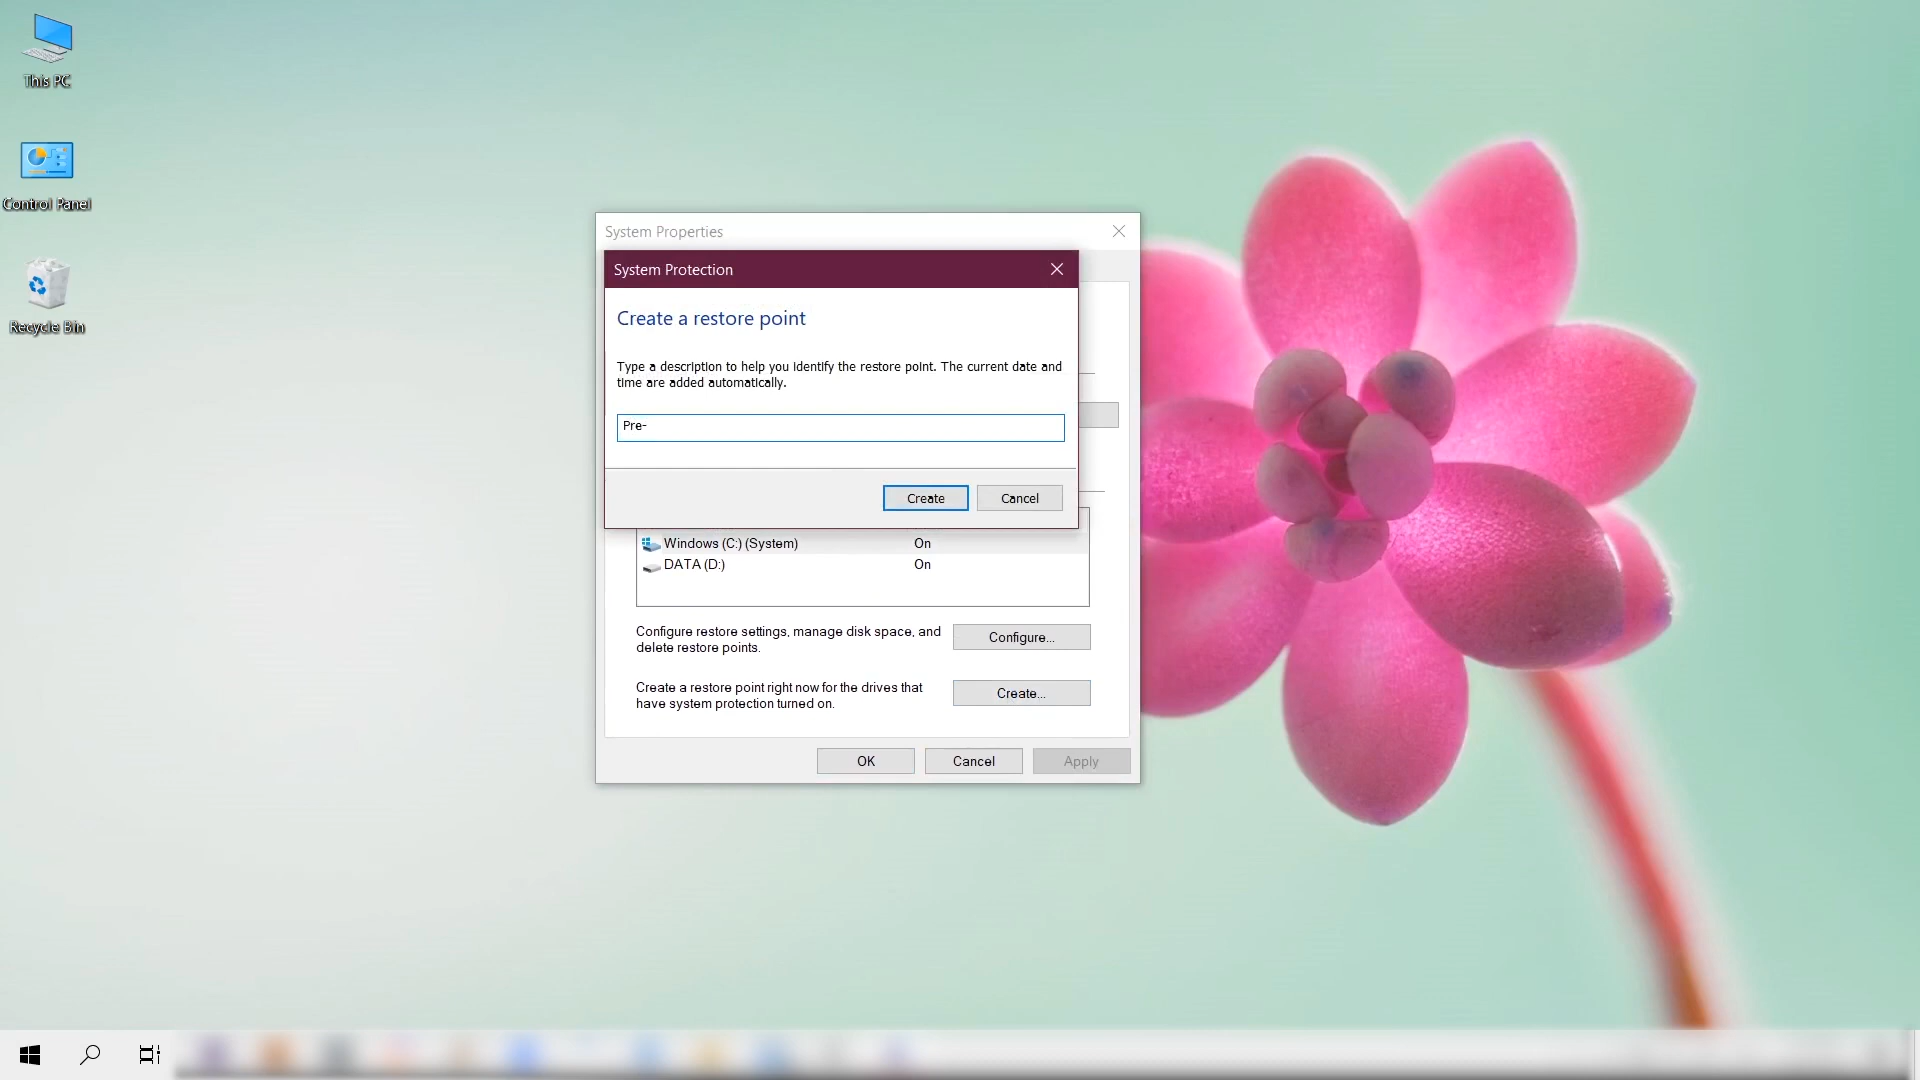 This PC
Control Panel
Recycle Bin
System Properties
System Protection
Create a restore point
Type a description to help you identify the restore point. The current date and
time are added automatically.
Pre-
Create
Cancel
Windows (C:) (System) On
DATA (D:) On
Configure restore settings, manage disk space, and
delete restore points.
Configure...
Create a restore point right now for the drives that
have system protection turned on.
Create...
OK
Cancel
Apply